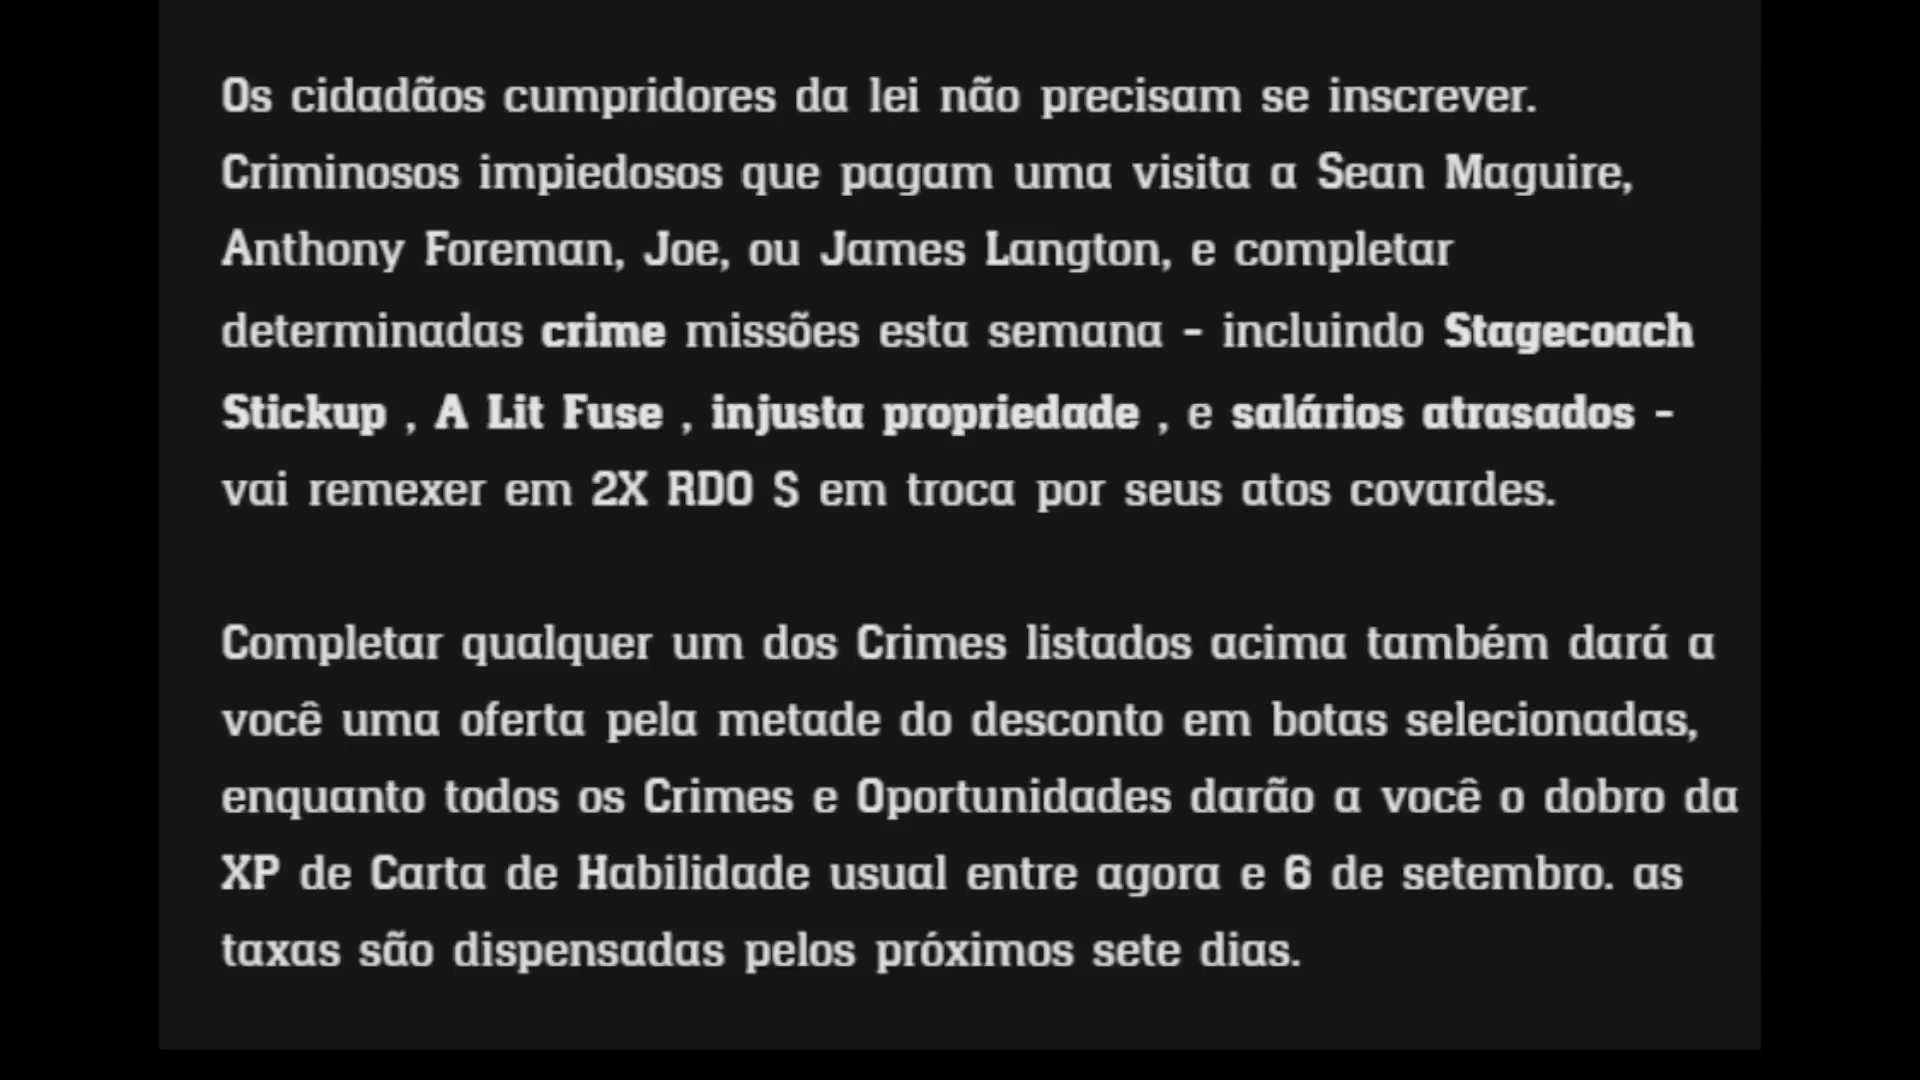 Os cidadãos cumpridores da lei não precisam se inscrever.
Criminosos impiedosos que pagam uma visita a Sean Maguire,
Anthony Foreman, Joe, ou James Langton, e completar
determinadas crime missões esta semana - incluindo Stagecoach
Stickup , A Lit Fuse , injusta propriedade , e salários atrasados -
vai remexer em 2X RDO S em troca por seus atos covardes.
Completar qualquer um dos Crimes listados acima também dará a
você uma oferta pela metade do desconto em botas selecionadas,
enquanto todos os Crimes e Oportunidades darão a você o dobro da
XP de Carta de Habilidade usual entre agora e 6 de setembro. as
taxas são dispensadas pelos próximos sete dias.